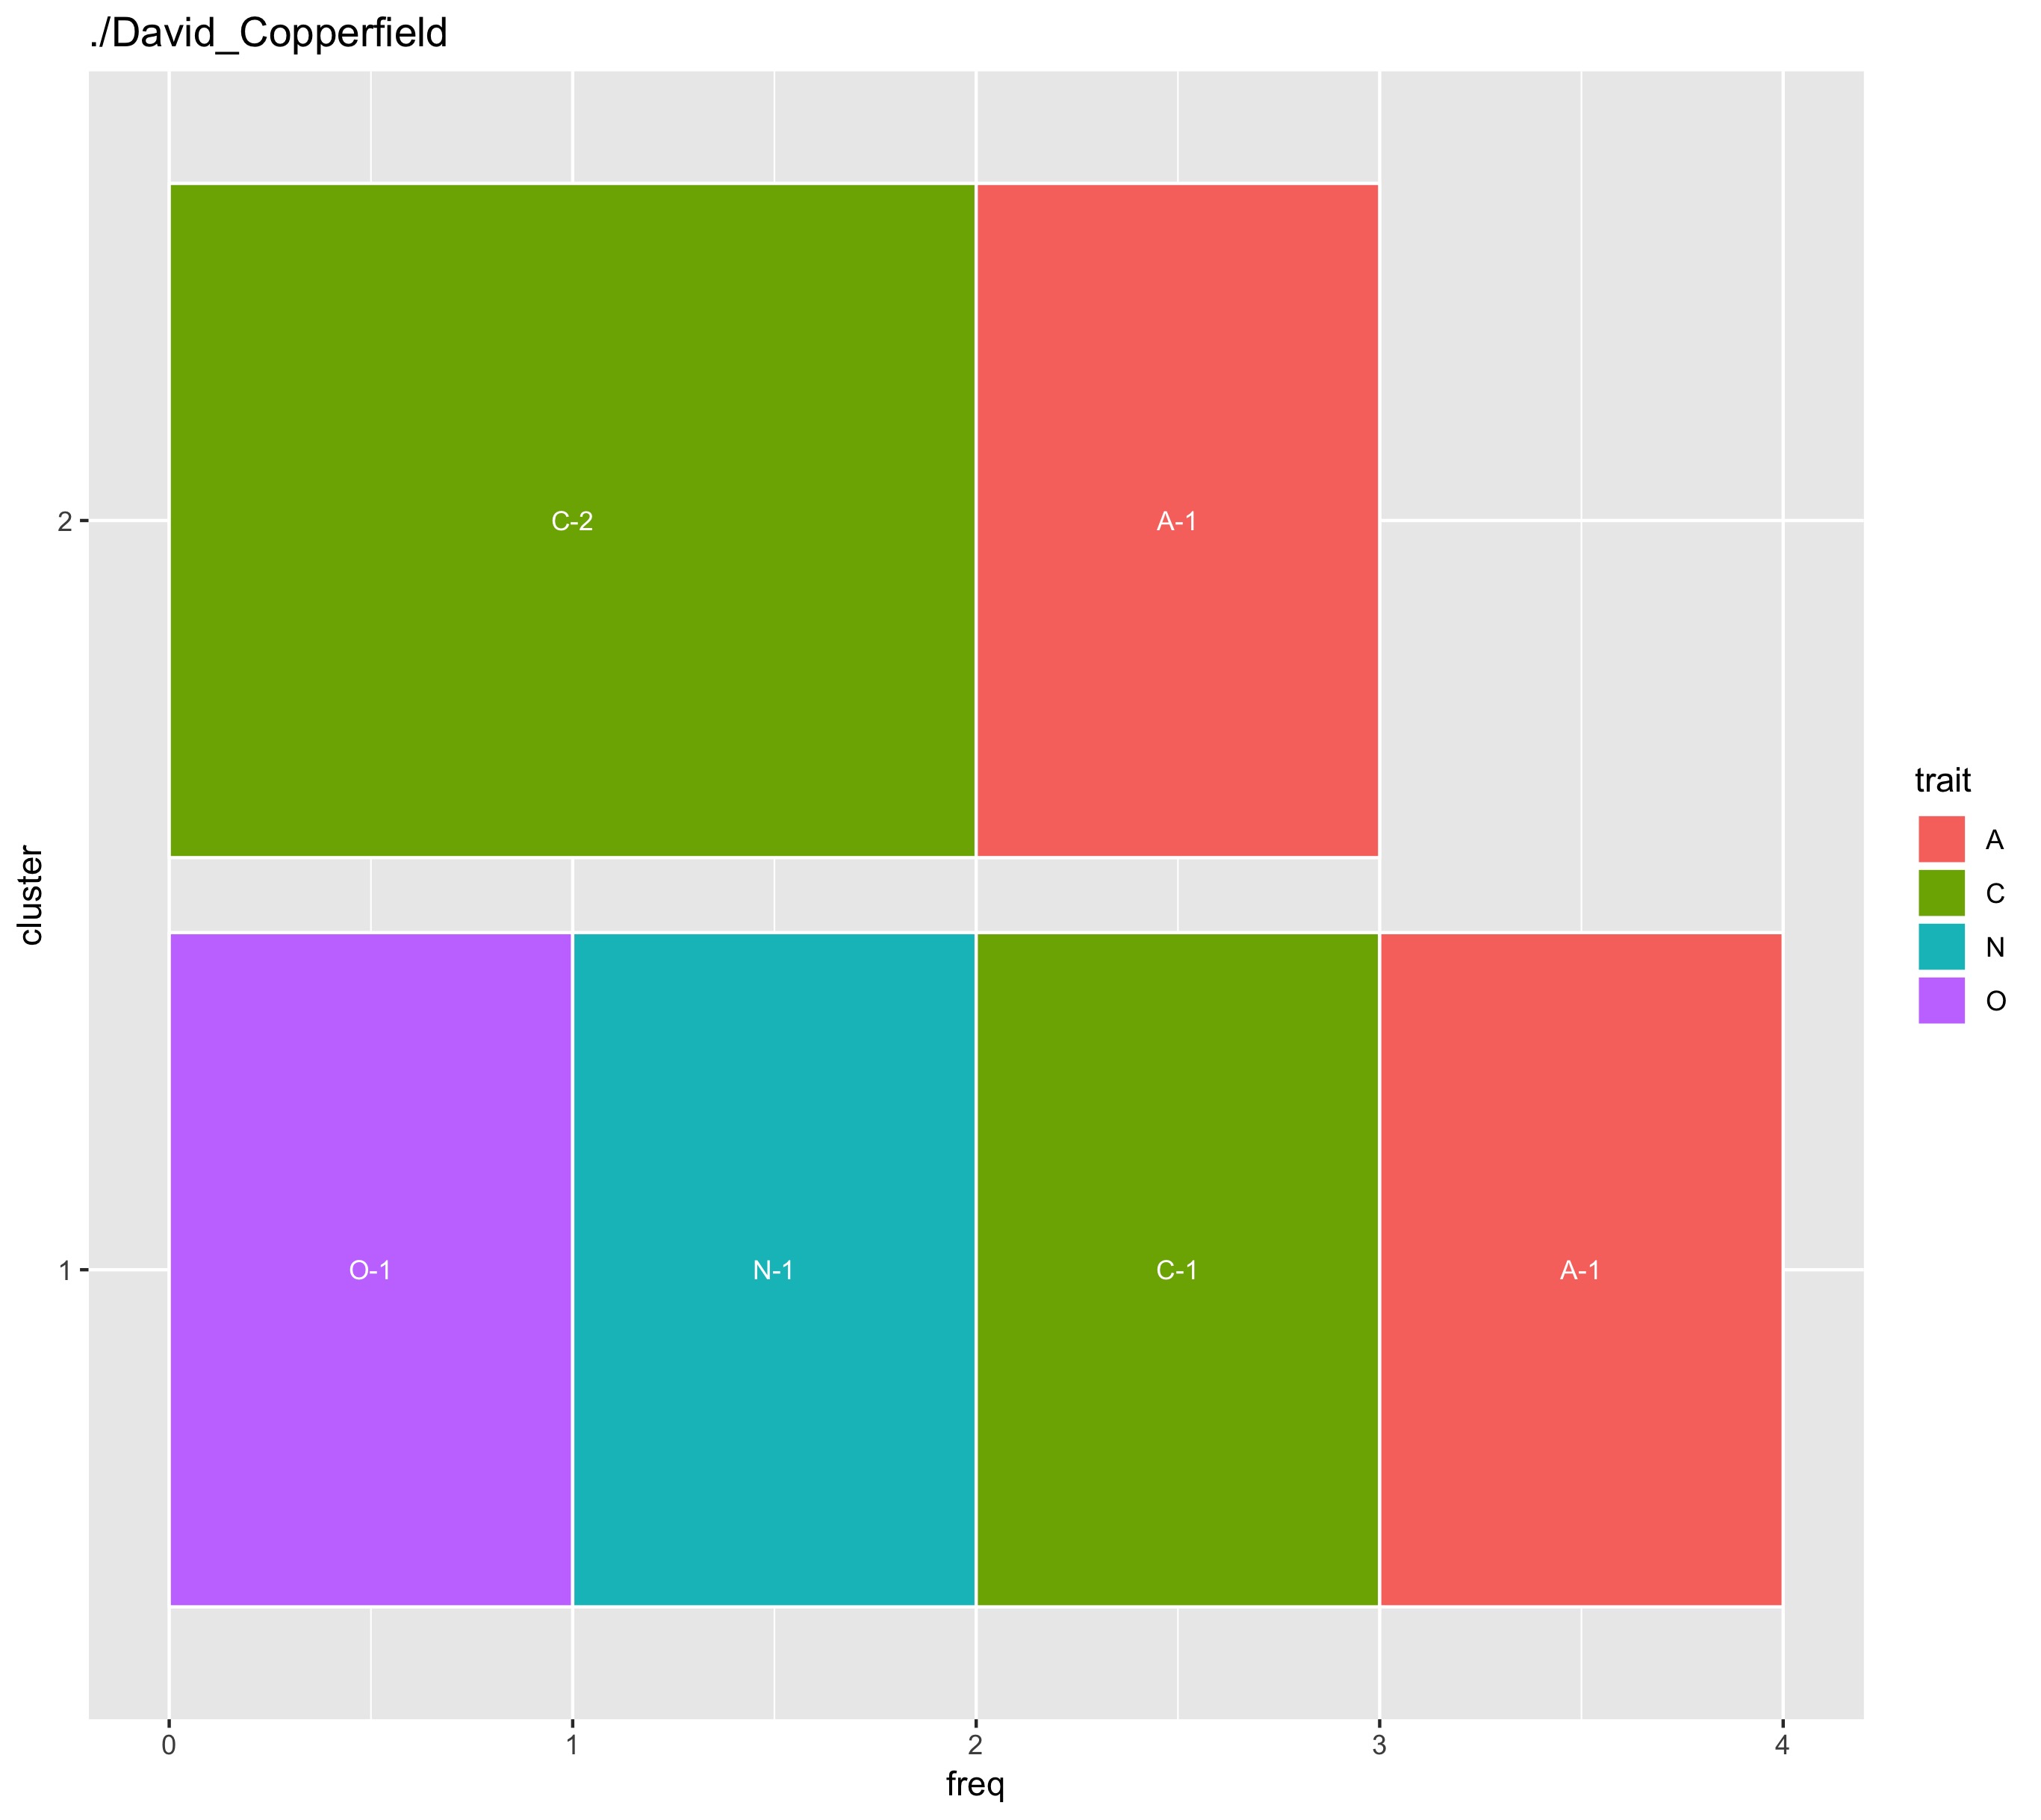 ./David_Copperfield
cluster
2
C-2 A-1
1
O-1 N-1 C-1 A-1
0 1 2 3 4
freq
trait
A
C
N
O